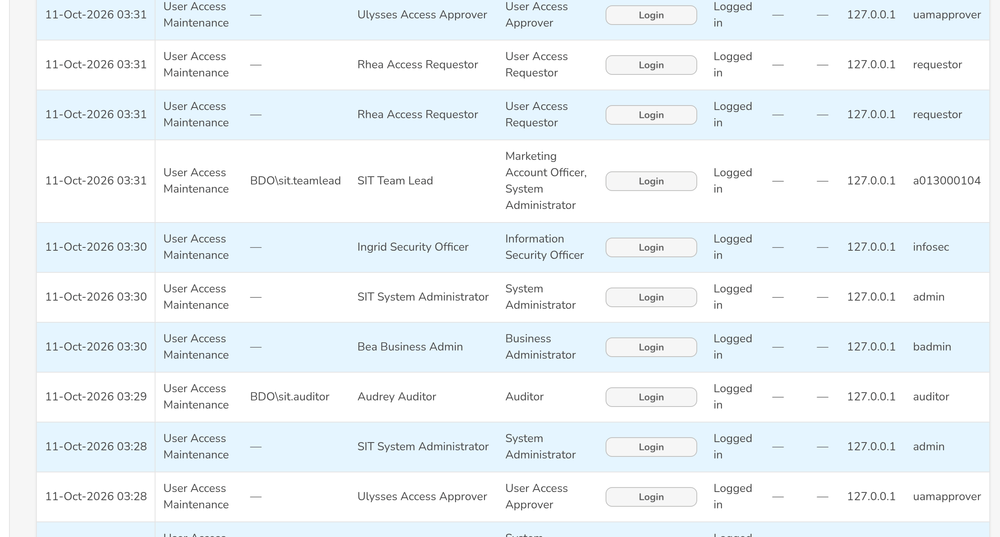 11-Oct-2026 03:31 User Access Maintenance — Ulysses Access Approver User Access Approver Login Logged in — — 127.0.0.1 uamapprover
11-Oct-2026 03:31 User Access Maintenance — Rhea Access Requestor User Access Requestor Login Logged in — — 127.0.0.1 requestor
11-Oct-2026 03:31 User Access Maintenance — Rhea Access Requestor User Access Requestor Login Logged in — — 127.0.0.1 requestor
11-Oct-2026 03:31 User Access Maintenance BDO\sit.teamlead SIT Team Lead Marketing Account Officer, System Administrator Login Logged in — — 127.0.0.1 a013000104
11-Oct-2026 03:30 User Access Maintenance — Ingrid Security Officer Information Security Officer Login Logged in — — 127.0.0.1 infosec
11-Oct-2026 03:30 User Access Maintenance — SIT System Administrator System Administrator Login Logged in — — 127.0.0.1 admin
11-Oct-2026 03:30 User Access Maintenance — Bea Business Admin Business Administrator Login Logged in — — 127.0.0.1 badmin
11-Oct-2026 03:29 User Access Maintenance BDO\sit.auditor Audrey Auditor Auditor Login Logged in — — 127.0.0.1 auditor
11-Oct-2026 03:28 User Access Maintenance — SIT System Administrator System Administrator Login Logged in — — 127.0.0.1 admin
11-Oct-2026 03:28 User Access Maintenance — Ulysses Access Approver User Access Approver Login Logged in — — 127.0.0.1 uamapprover